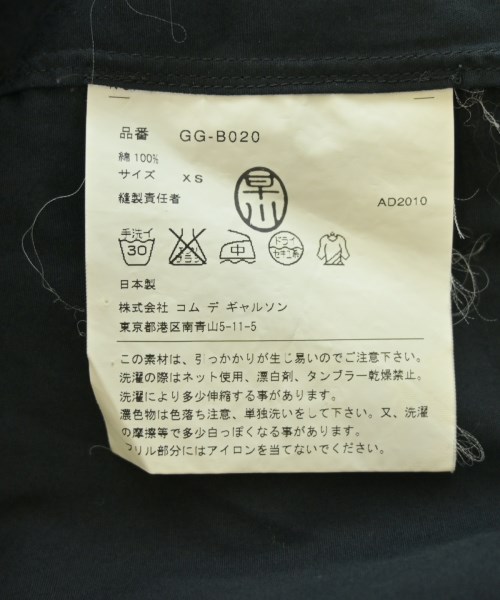 品番 GG-B020
綿 100%
サイズ XS
縫製責任者
早川
AD2010
手洗イ
30
中
ドライ
セキユ系
日本製
株式会社 コム デ ギャルソン
東京都港区南青山5-11-5
この素材は、引っかかりが生じ易いのでご注意下さい。
洗濯の際はネット使用、漂白剤、タンブラー乾燥禁止。
洗濯により多少伸縮する事があります。
濃色物は色落ち注意、単独洗いをして下さい。又、洗濯
の摩擦等で多少白っぽくなる事があります。
リル部分にはアイロンを当てないでください。